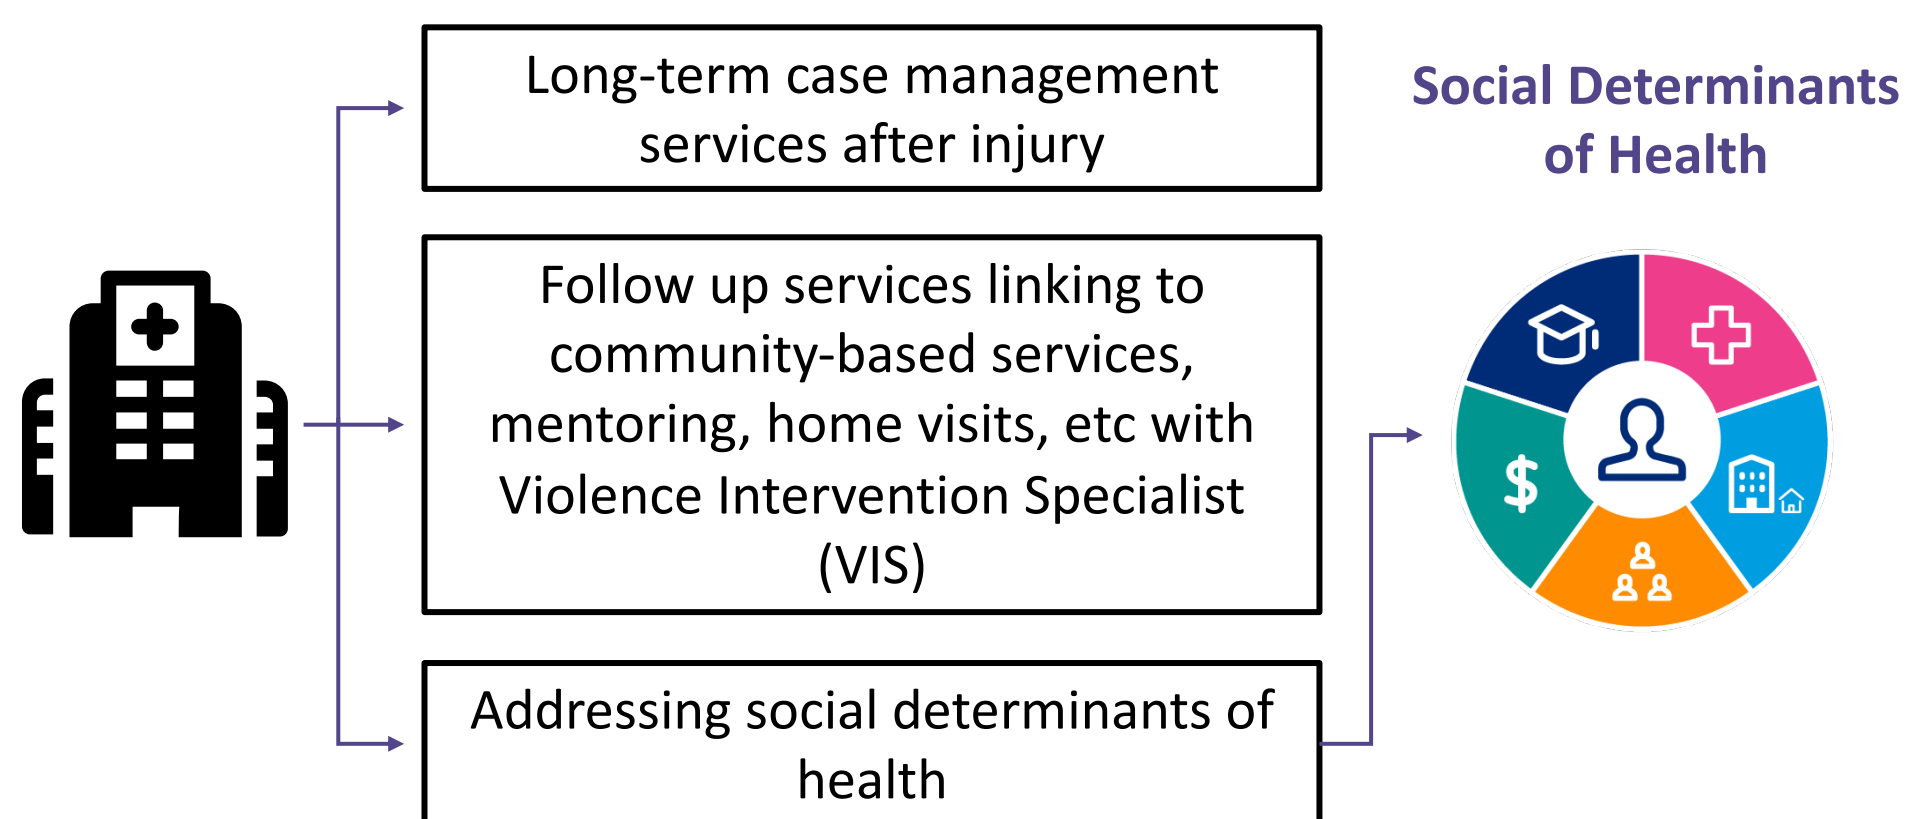 Long-term case management
services after injury
Follow up services linking to
community-based services,
mentoring, home visits, etc with
Violence Intervention Specialist
(VIS)
Addressing social determinants of
health
Social Determinants
of Health
$